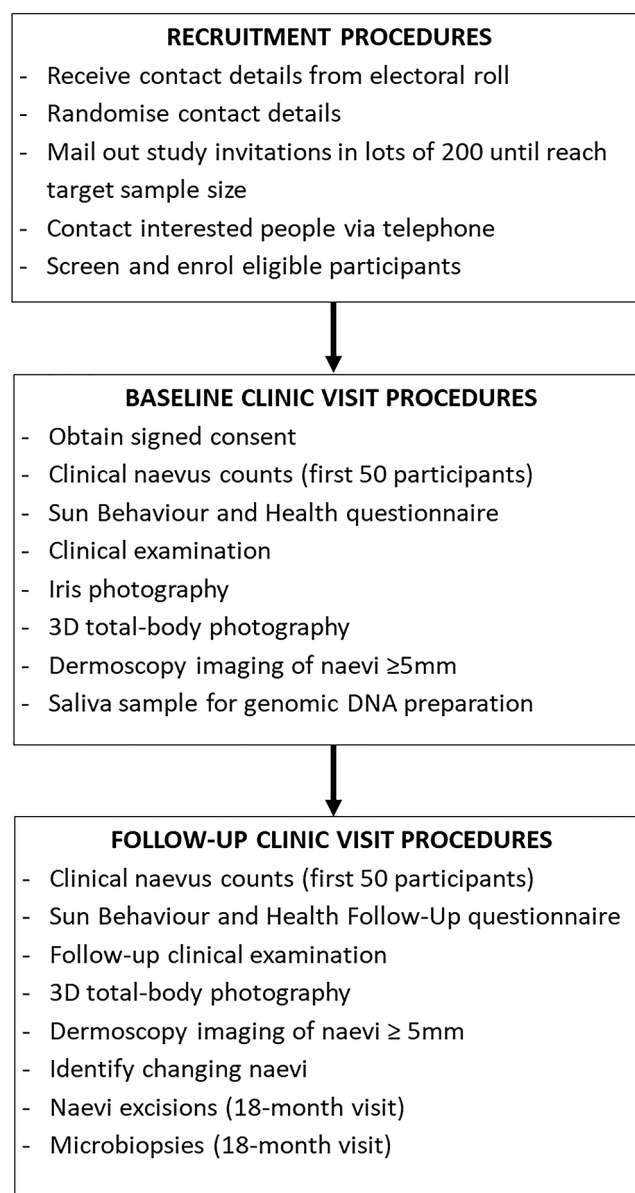 RECRUITMENT PROCEDURES
- Receive contact details from electoral roll
- Randomise contact details
- Mail out study invitations in lots of 200 until reach
target sample size
- Contact interested people via telephone
- Screen and enrol eligible participants
BASELINE CLINIC VISIT PROCEDURES
- Obtain signed consent
- Clinical naevus counts (first 50 participants)
- Sun Behaviour and Health questionnaire
- Clinical examination
- Iris photography
- 3D total-body photography
- Dermoscopy imaging of naevi ≥5mm
- Saliva sample for genomic DNA preparation
FOLLOW-UP CLINIC VISIT PROCEDURES
- Clinical naevus counts (first 50 participants)
- Sun Behaviour and Health Follow-Up questionnaire
- Follow-up clinical examination
- 3D total-body photography
- Dermoscopy imaging of naevi ≥ 5mm
- Identify changing naevi
- Naevi excisions (18-month visit)
- Microbiopsies (18-month visit)